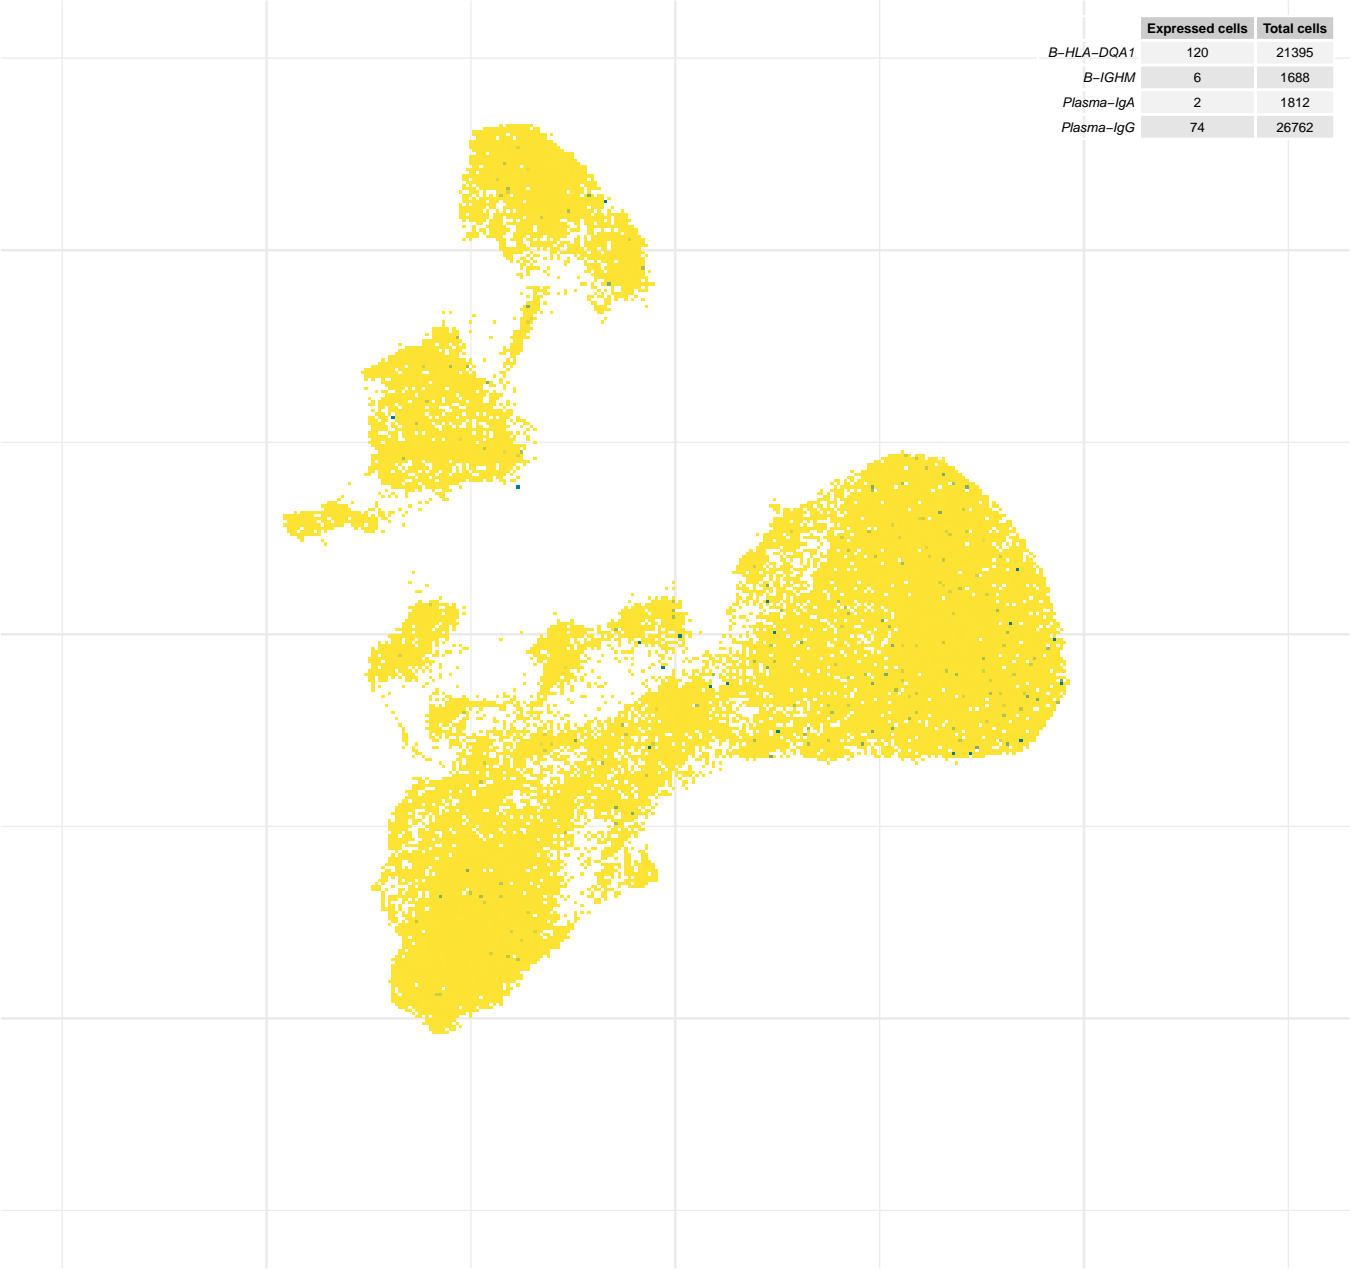 Expressed cells Total cells
B−HLA−DQA1 120 21395
B−IGHM 6 1688
Plasma−IgA 2 1812
Plasma−IgG 74 26762